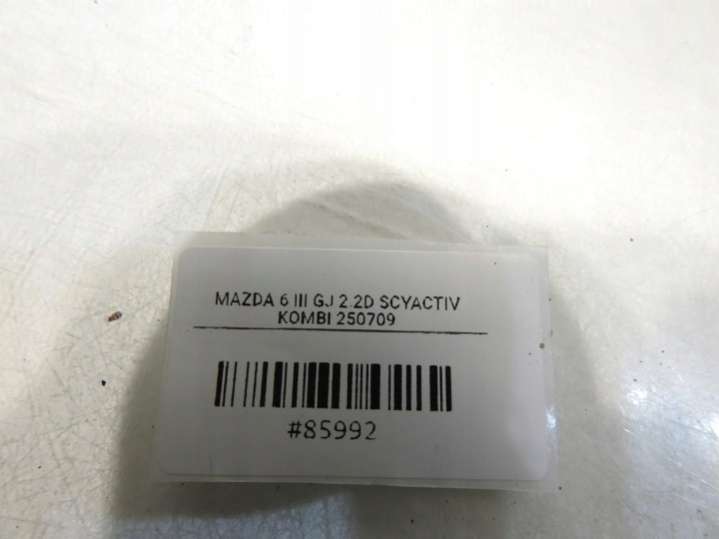 MAZDA 6 III GJ 2.2D SCYACTIV
KOMBI 250709
#85992